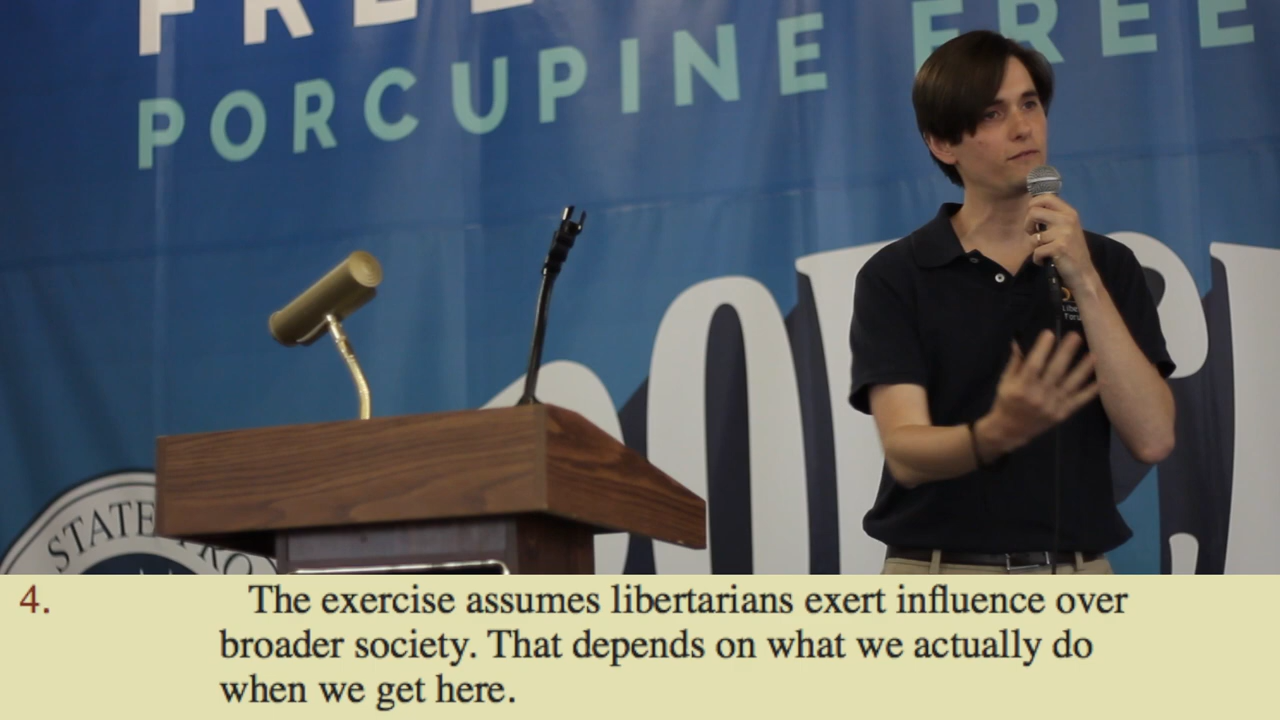 PORCUPINE FREE
STATE PRO
4. The exercise assumes libertarians exert influence over
broader society. That depends on what we actually do
when we get here.